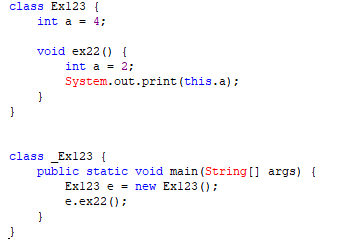 class Ex123 {
    int a = 4;

    void ex22() {
        int a = 2;
        System.out.print(this.a);
    }
}


class _Ex123 {
    public static void main(String[] args) {
        Ex123 e = new Ex123();
        e.ex22();
    }
}